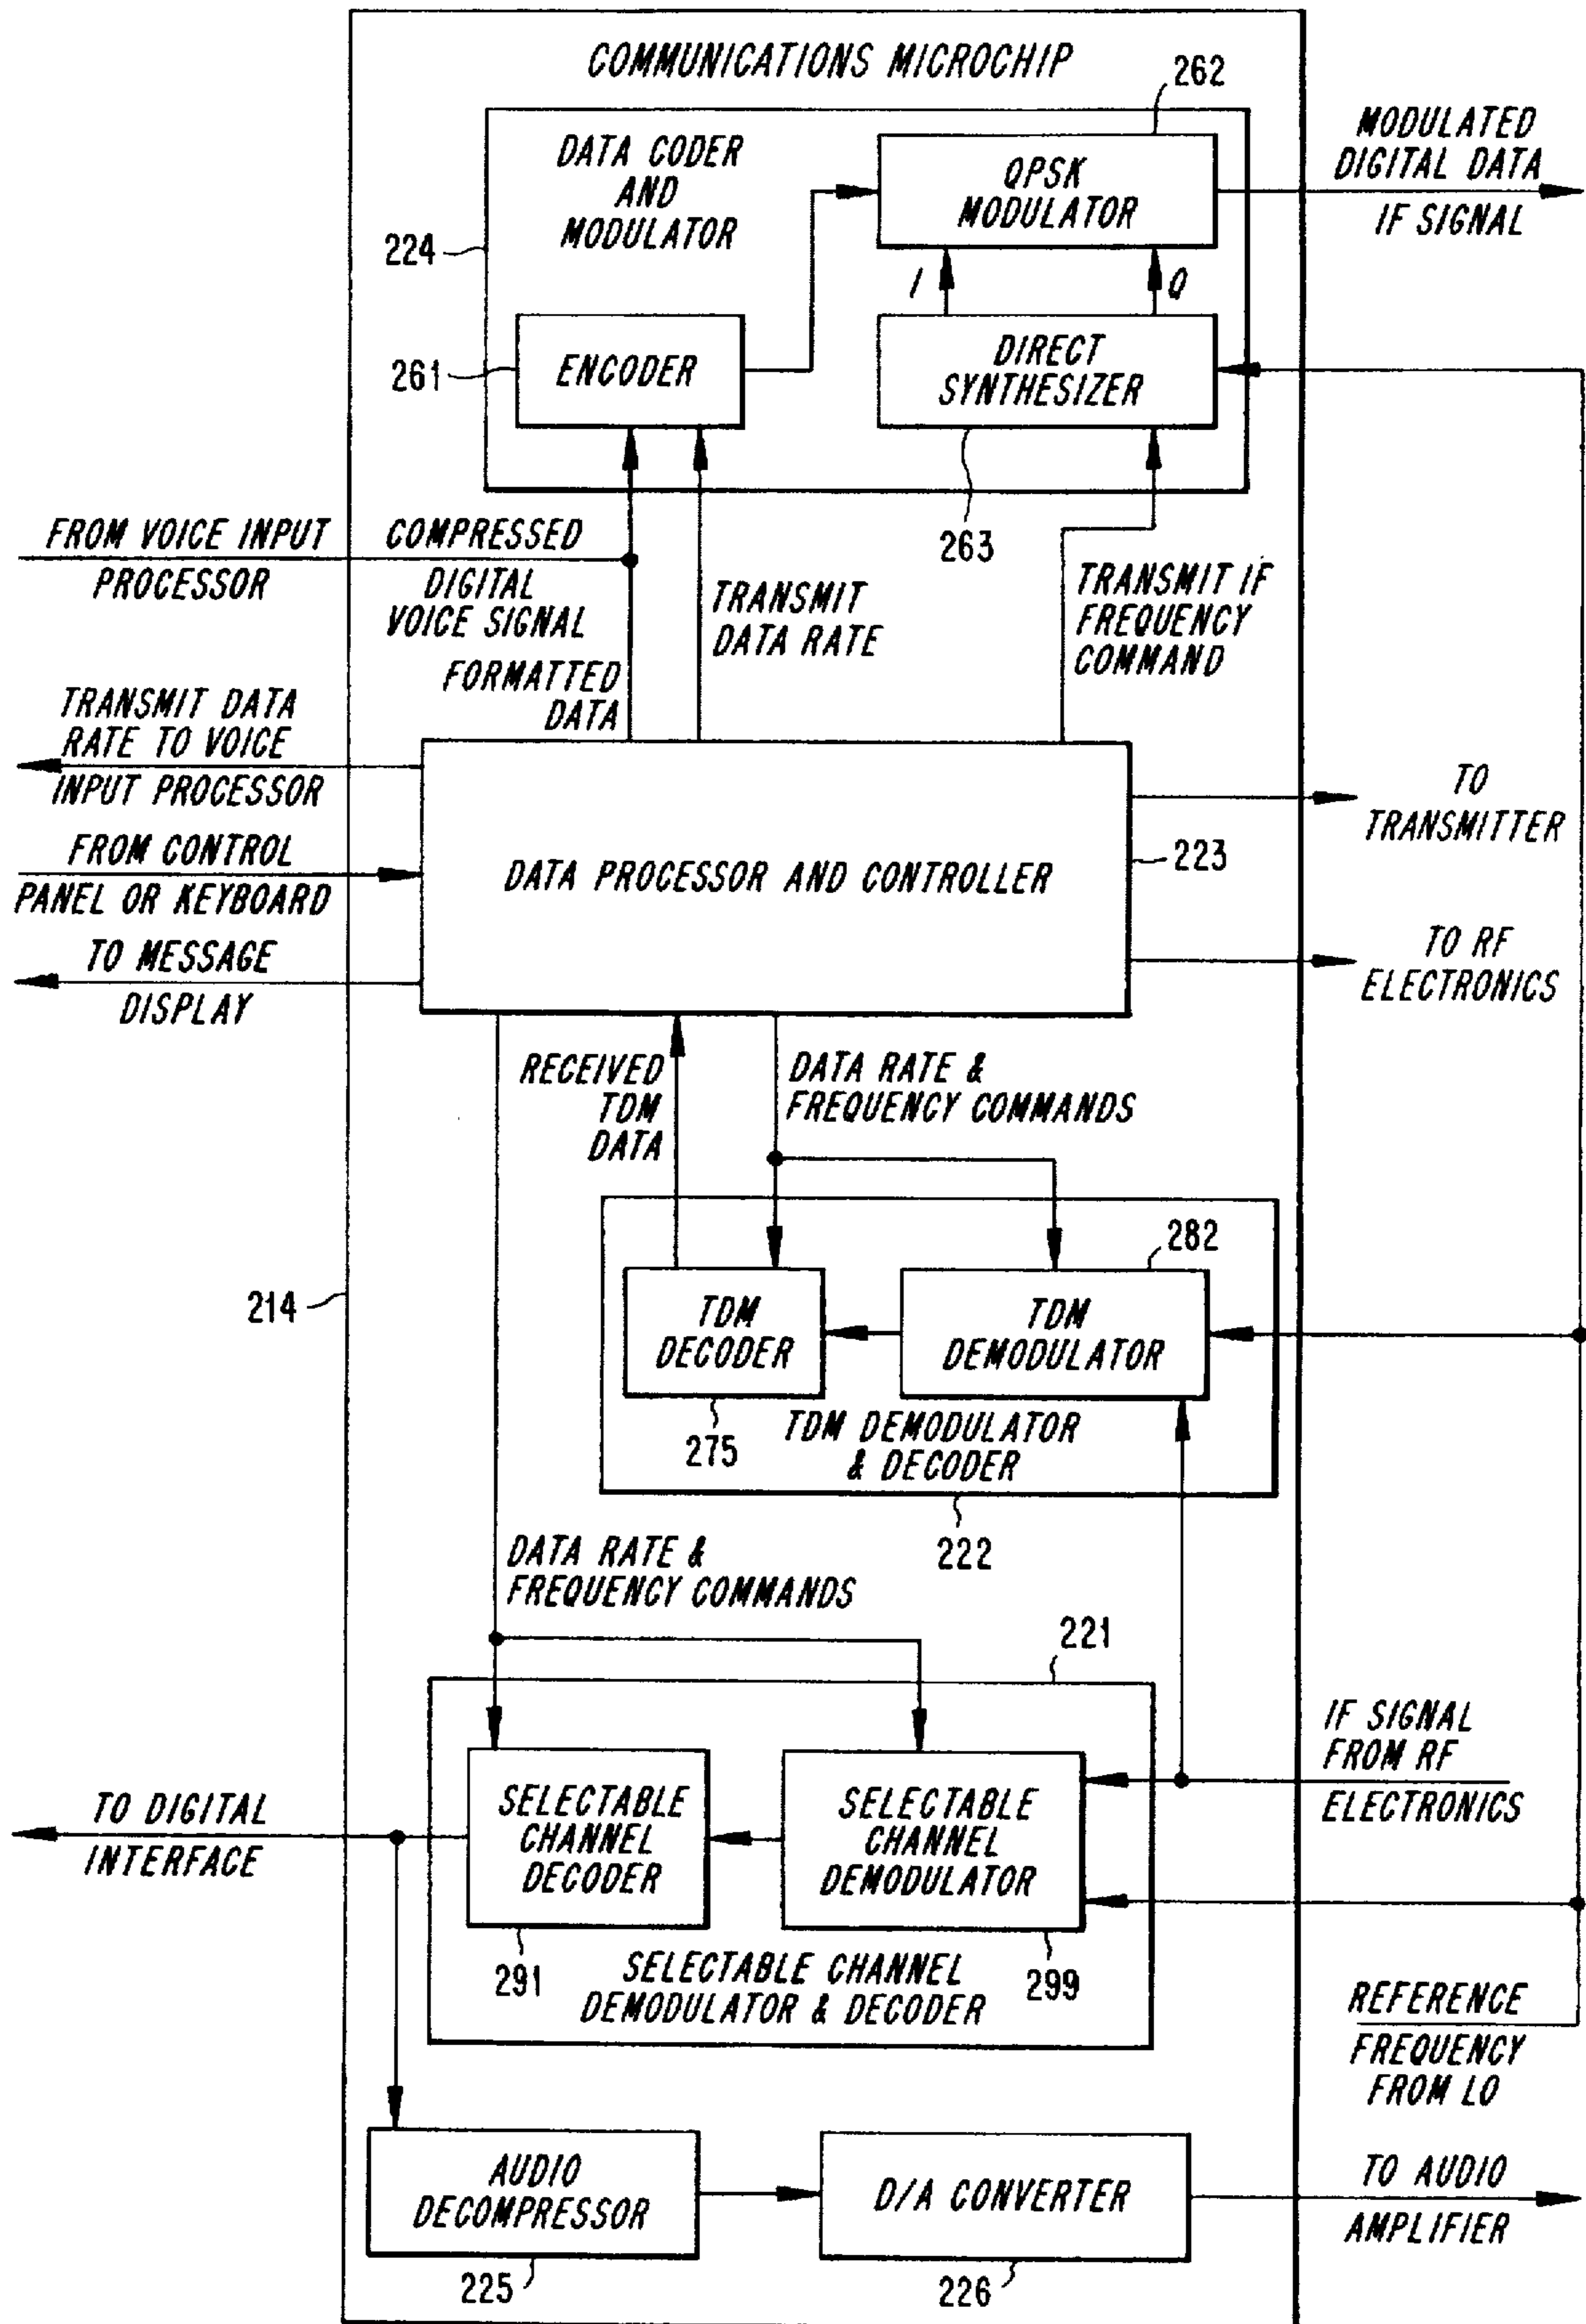 COMMUNICATIONS MICROCHIP
262
DATA CODER
AND
MODULATOR
QPSK
MODULATOR
MODULATED
DIGITAL DATA
IF SIGNAL
224
I
Q
261
ENCODER
DIRECT
SYNTHESIZER
263
FROM VOICE INPUT
PROCESSOR
COMPRESSED
DIGITAL
VOICE SIGNAL
FORMATTED
DATA
TRANSMIT
DATA RATE
TRANSMIT IF
FREQUENCY
COMMAND
TRANSMIT DATA
RATE TO VOICE
INPUT PROCESSOR
FROM CONTROL
PANEL OR KEYBOARD
TO MESSAGE
DISPLAY
DATA PROCESSOR AND CONTROLLER
223
TO
TRANSMITTER
TO RF
ELECTRONICS
RECEIVED
TDM
DATA
DATA RATE &
FREQUENCY COMMANDS
282
214
TDM
DECODER
TDM
DEMODULATOR
275
TDM DEMODULATOR
& DECODER
222
DATA RATE &
FREQUENCY COMMANDS
221
IF SIGNAL
FROM RF
ELECTRONICS
TO DIGITAL
INTERFACE
SELECTABLE
CHANNEL
DECODER
SELECTABLE
CHANNEL
DEMODULATOR
291
299
SELECTABLE CHANNEL
DEMODULATOR & DECODER
REFERENCE
FREQUENCY
FROM LO
AUDIO
DECOMPRESSOR
D/A CONVERTER
TO AUDIO
AMPLIFIER
225
226